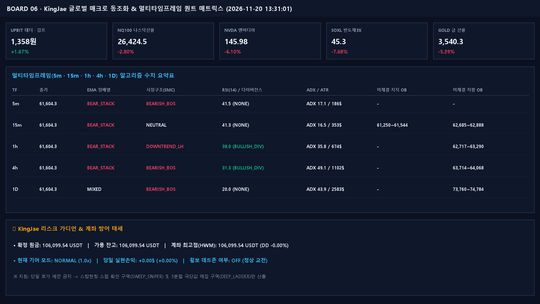 BOARD 06 · KingJae 글로벌 매크로 동조화 & 멀티타임프레임 퀀트 매트릭스 (2026-11-20 13:31:01)
UPBIT 테더
1,358원
+1.67%
NQ100 나스닥선물
26,424.5
-2.80%
NVDA 엔비디아
145.98
-4.10%
SOXL 반도체3X
45.3
-7.68%
GOLD 금 선물
3,540.3
-5.29%
멀티타임프레임(5m · 15m · 1h · 4h · 1D) 알고리즘 수치 요약표
TF 종가 EMA 정배열 시장구조(SMC) RSI(14) / 다이버전스 ADX / ATR 미체결 지지 OB 미체결 저항 OB
5m 61,604.3 BEAR_STACK BEARISH_BOS 41.5 (NONE) ADX 17.1 / 186$ - -
15m 61,604.3 BEAR_STACK NEUTRAL 41.3 (NONE) ADX 16.5 / 353$ 61,250~61,544 62,685~62,888
1h 61,604.3 BEAR_STACK DOWNTREND_LH 38.0 (BULLISH_DIV) ADX 35.8 / 674$ - 62,717~63,290
4h 61,604.3 BEAR_STACK BEARISH_BOS 31.5 (BULLISH_DIV) ADX 49.1 / 1102$ - 63,714~64,068
1D 61,604.3 MIXED BEARISH_BOS 20.0 (NONE) ADX 43.9 / 2583$ - 73,760~74,784
KingJae 리스크 가디언 & 계좌 방어 태세
• 확정 원금: 106,099.54 USDT | 가용 잔고: 106,099.54 USDT | 계좌 최고점(HWM): 106,099.54 USDT (DD -0.00%)
• 현재 기어 모드: NORMAL (1.0x) | 당일 실현손익: +0.00$ (+0.00%) | 휩보 데드존 여부: OFF (정상 교전)